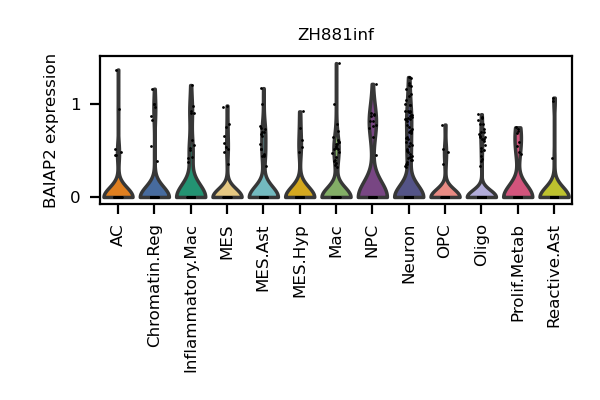 ZH881inf
BAIAP2 expression
1
0
AC
Chromatin.Reg
Inflammatory.Mac
MES
MES.Ast
MES.Hyp
Mac
NPC
Neuron
OPC
Oligo
Prolif.Metab
Reactive.Ast